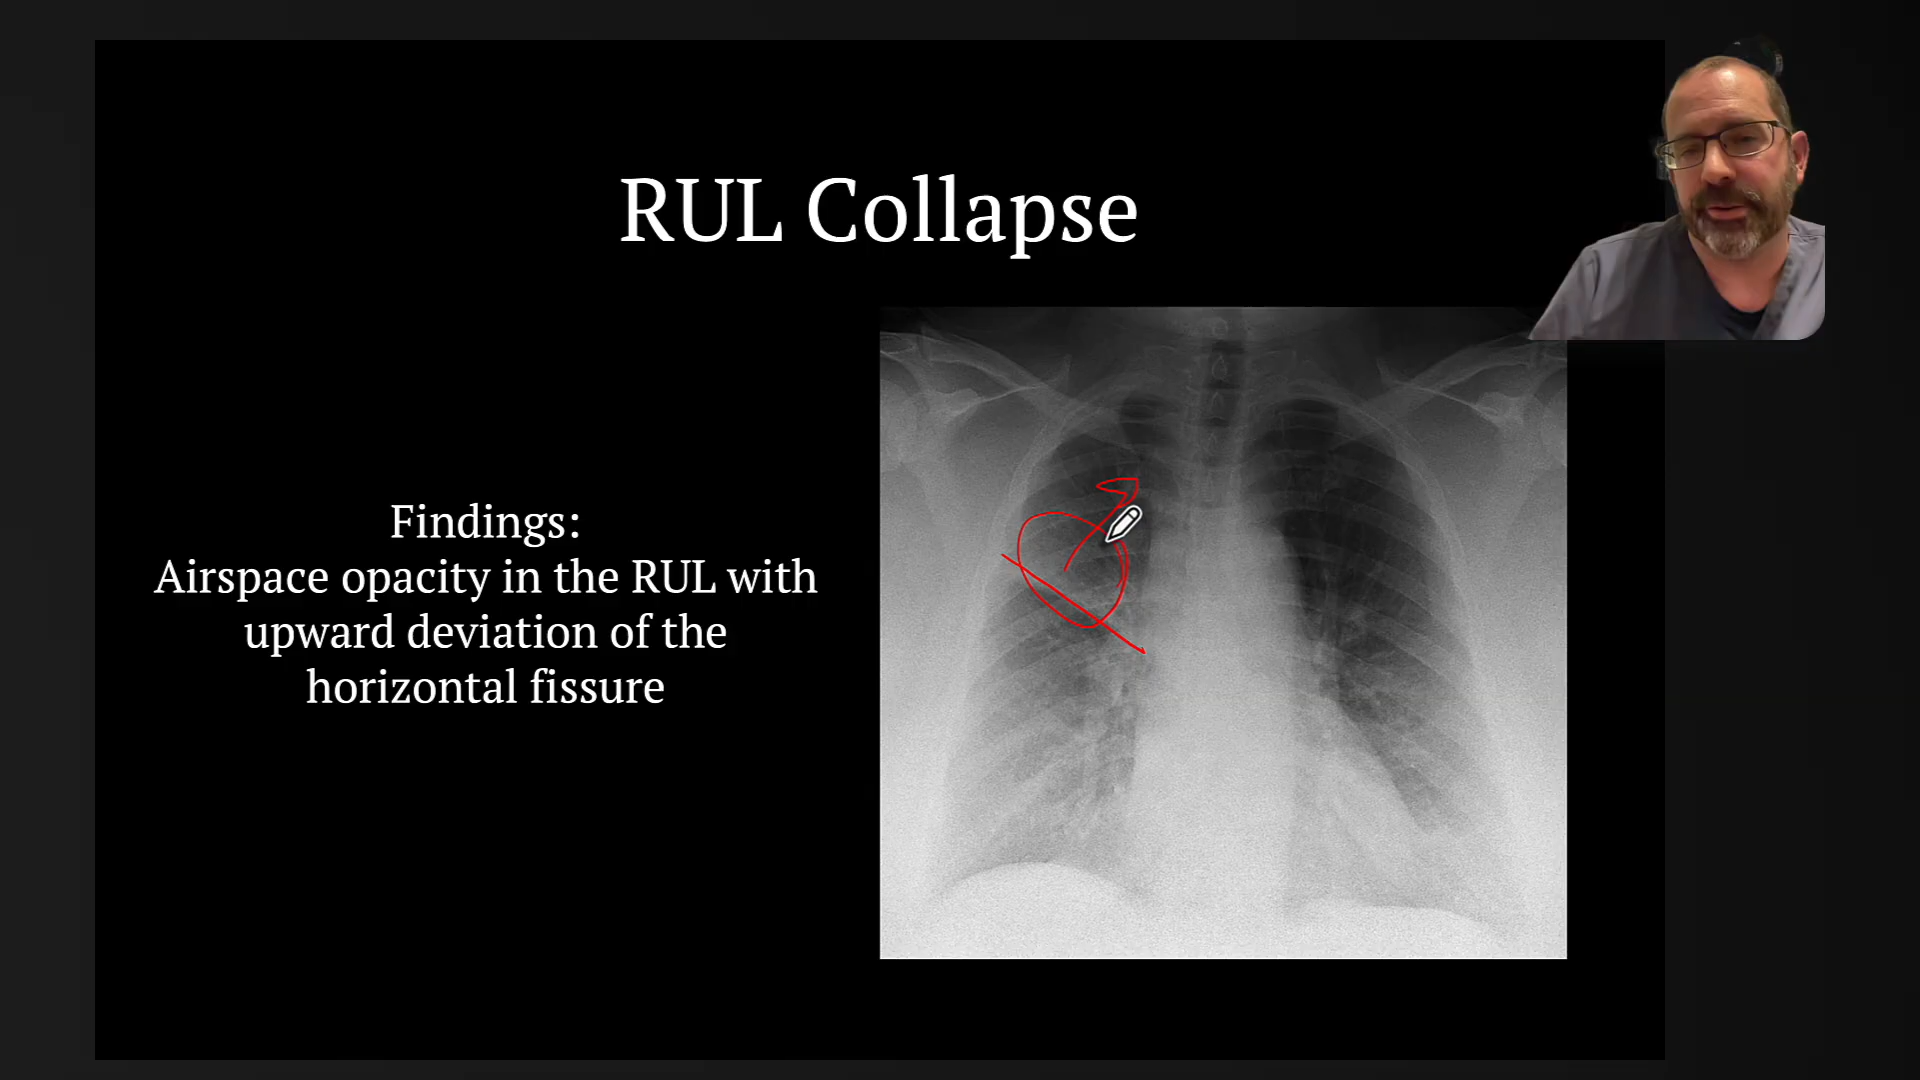 RUL Collapse
Findings:
Airspace opacity in the RUL with
upward deviation of the
horizontal fissure